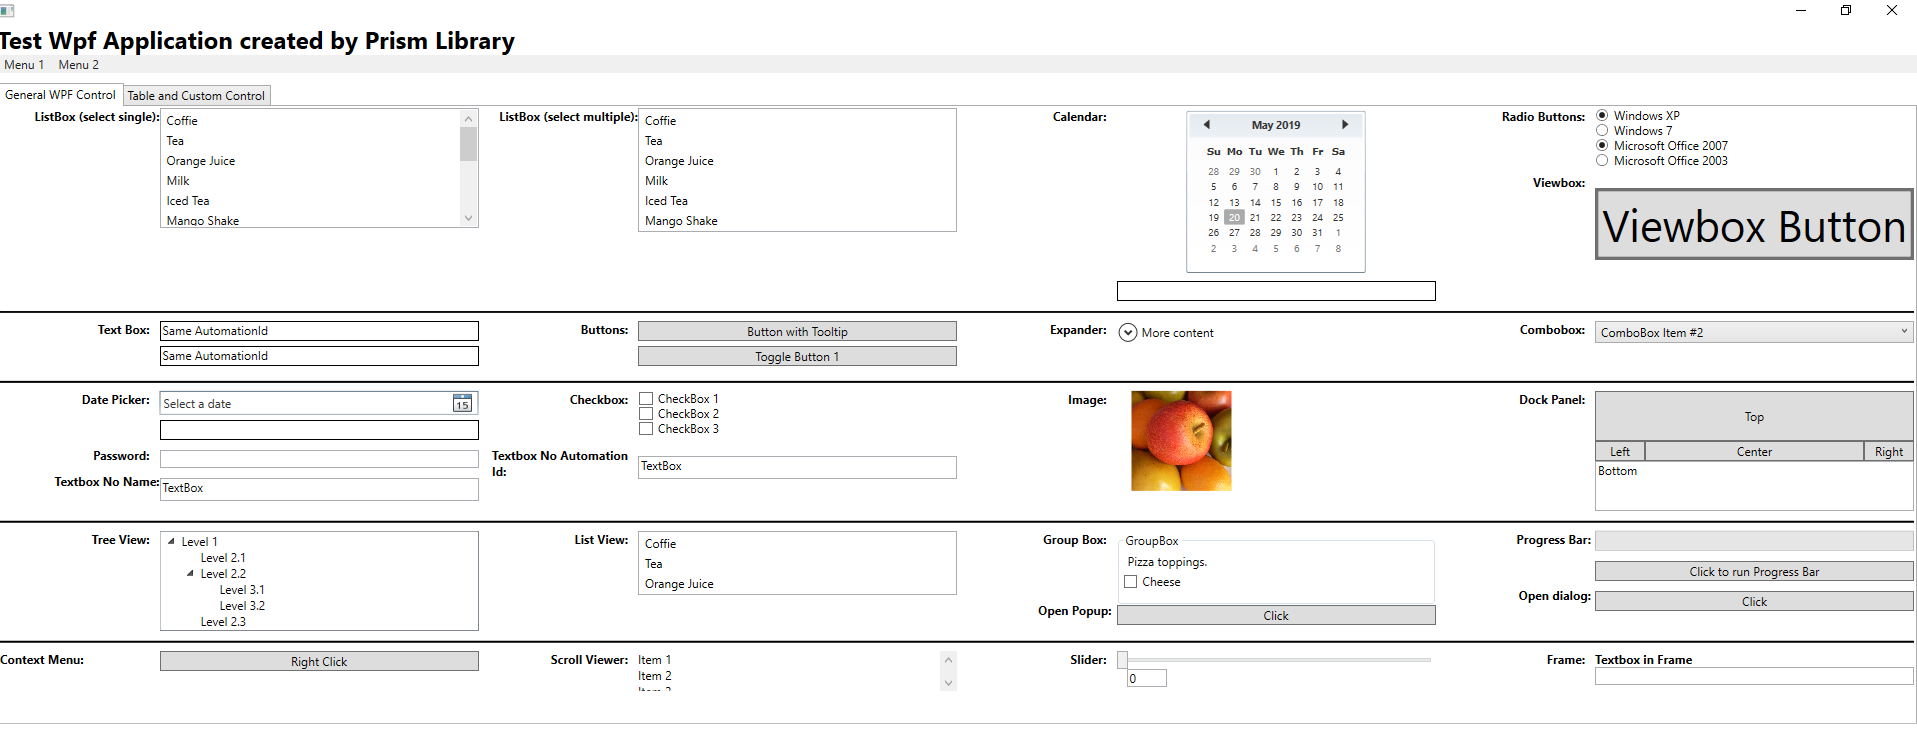 Test Wpf Application created by Prism Library
Menu 1 Menu 2
General WPF Control Table and Custom Control
ListBox (select single):
Coffie
Tea
Orange Juice
Milk
Iced Tea
Mango Shake
ListBox (select multiple):
Coffie
Tea
Orange Juice
Milk
Iced Tea
Mango Shake
Calendar:
May 2019
Su Mo Tu We Th Fr Sa
28 29 30 1 2 3 4
5 6 7 8 9 10 11
12 13 14 15 16 17 18
19 20 21 22 23 24 25
26 27 28 29 30 31 1
2 3 4 5 6 7 8
Radio Buttons:
Windows XP
Windows 7
Microsoft Office 2007
Microsoft Office 2003
Viewbox:
Viewbox Button
Text Box:
Same AutomationId
Same AutomationId
Buttons:
Button with Tooltip
Toggle Button 1
Expander:
More content
Combobox:
ComboBox Item #2
Date Picker:
Select a date
15
Password:
Textbox No Name:
TextBox
Checkbox:
CheckBox 1
CheckBox 2
CheckBox 3
Textbox No Automation
Id:
TextBox
Image:
Dock Panel:
Top
Left Center Right
Bottom
Tree View:
Level 1
Level 2.1
Level 2.2
Level 3.1
Level 3.2
Level 2.3
List View:
Coffie
Tea
Orange Juice
Group Box:
GroupBox
Pizza toppings.
Cheese
Open Popup:
Click
Progress Bar:
Click to run Progress Bar
Open dialog:
Click
Context Menu:
Right Click
Scroll Viewer:
Item 1
Item 2
Slider:
0
Frame:
Textbox in Frame